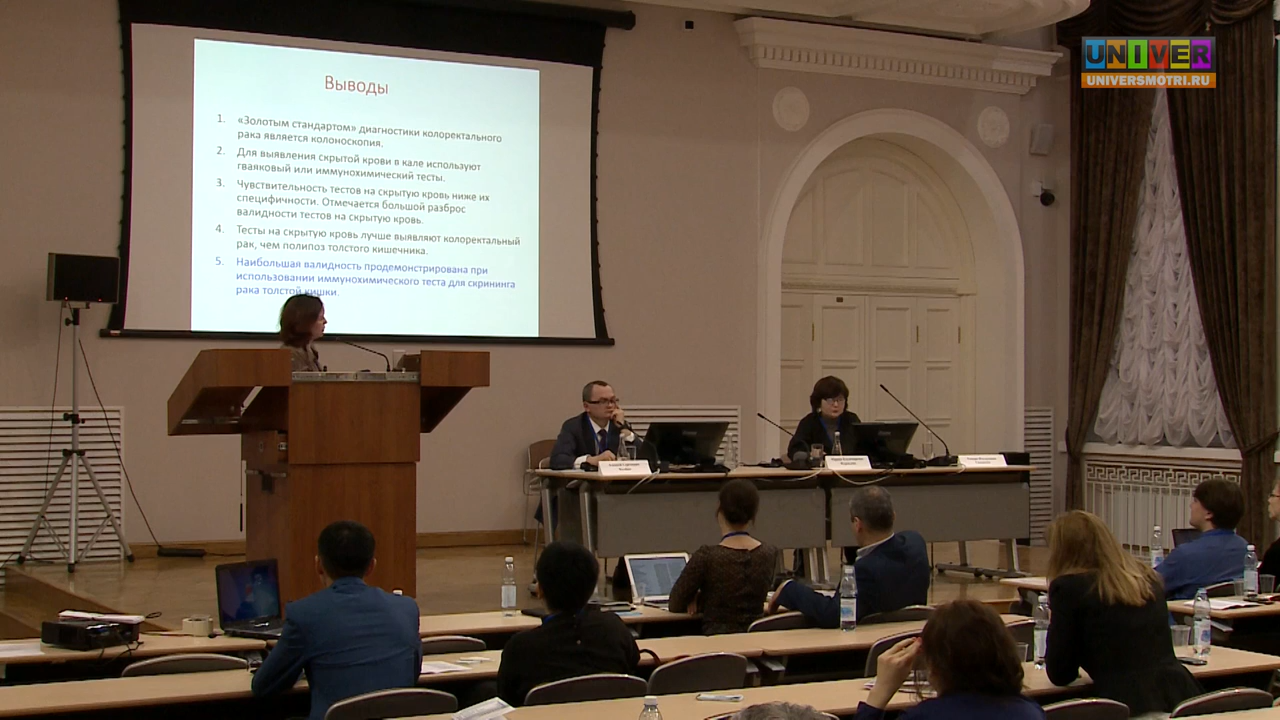 UNIVER
UNIVERSMOTRI.RU
Выводы
1. «Золотым стандартом» диагностики колоректального
рака является колоноскопия.
2. Для выявления скрытой крови в кале используют
гваяковый или иммунохимический тесты.
3. Чувствительность тестов на скрытую кровь ниже их
специфичности. Отмечается большой разброс
валидности тестов на скрытую кровь.
4. Тесты на скрытую кровь лучше выявляют колоректальный
рак, чем полипоз толстого кишечника.
5. Наибольшая валидность продемонстрирована при
использовании иммунохимического теста для скрининга
рака толстой кишки.